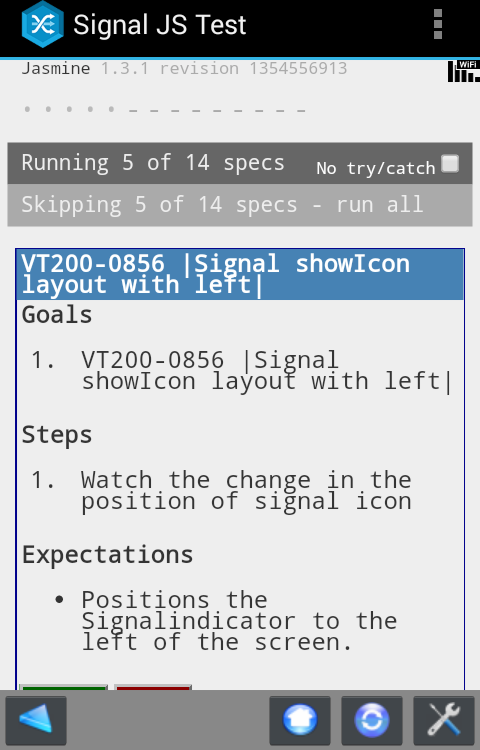 Signal JS Test
Jasmine 1.3.1 revision 1354556913
WiFi
• • • • • - - - - - - - - -
Running 5 of 14 specs No try/catch
Skipping 5 of 14 specs - run all
VT200-0856 |Signal showIcon
layout with left|
Goals
1. VT200-0856 |Signal
showIcon layout with left|
Steps
1. Watch the change in the
position of signal icon
Expectations
• Positions the
Signalindicator to the
left of the screen.